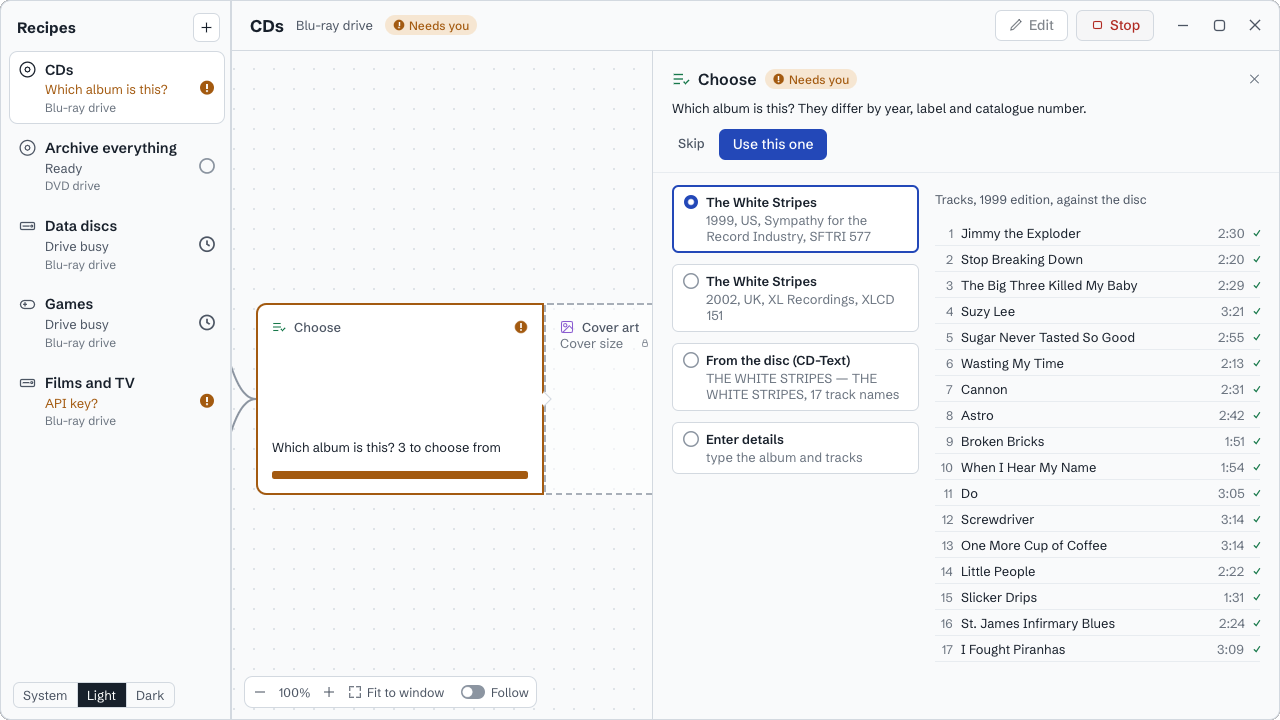 Recipes
CDs
Which album is this?
Blu-ray drive
Archive everything
Ready
DVD drive
Data discs
Drive busy
Blu-ray drive
Games
Drive busy
Blu-ray drive
Films and TV
API key?
Blu-ray drive
System Light Dark
CDs Blu-ray drive Needs you
Edit Stop
Choose
Which album is this? 3 to choose from
Cover art
Cover size
100% Fit to window Follow
Choose Needs you
Which album is this? They differ by year, label and catalogue number.
Skip Use this one
The White Stripes
1999, US, Sympathy for the
Record Industry, SFTRI 577
The White Stripes
2002, UK, XL Recordings, XLCD
151
From the disc (CD-Text)
THE WHITE STRIPES — THE
WHITE STRIPES, 17 track names
Enter details
type the album and tracks
Tracks, 1999 edition, against the disc
1 Jimmy the Exploder 2:30
2 Stop Breaking Down 2:20
3 The Big Three Killed My Baby 2:29
4 Suzy Lee 3:21
5 Sugar Never Tasted So Good 2:55
6 Wasting My Time 2:13
7 Cannon 2:31
8 Astro 2:42
9 Broken Bricks 1:51
10 When I Hear My Name 1:54
11 Do 3:05
12 Screwdriver 3:14
13 One More Cup of Coffee 3:14
14 Little People 2:22
15 Slicker Drips 1:31
16 St. James Infirmary Blues 2:24
17 I Fought Piranhas 3:09